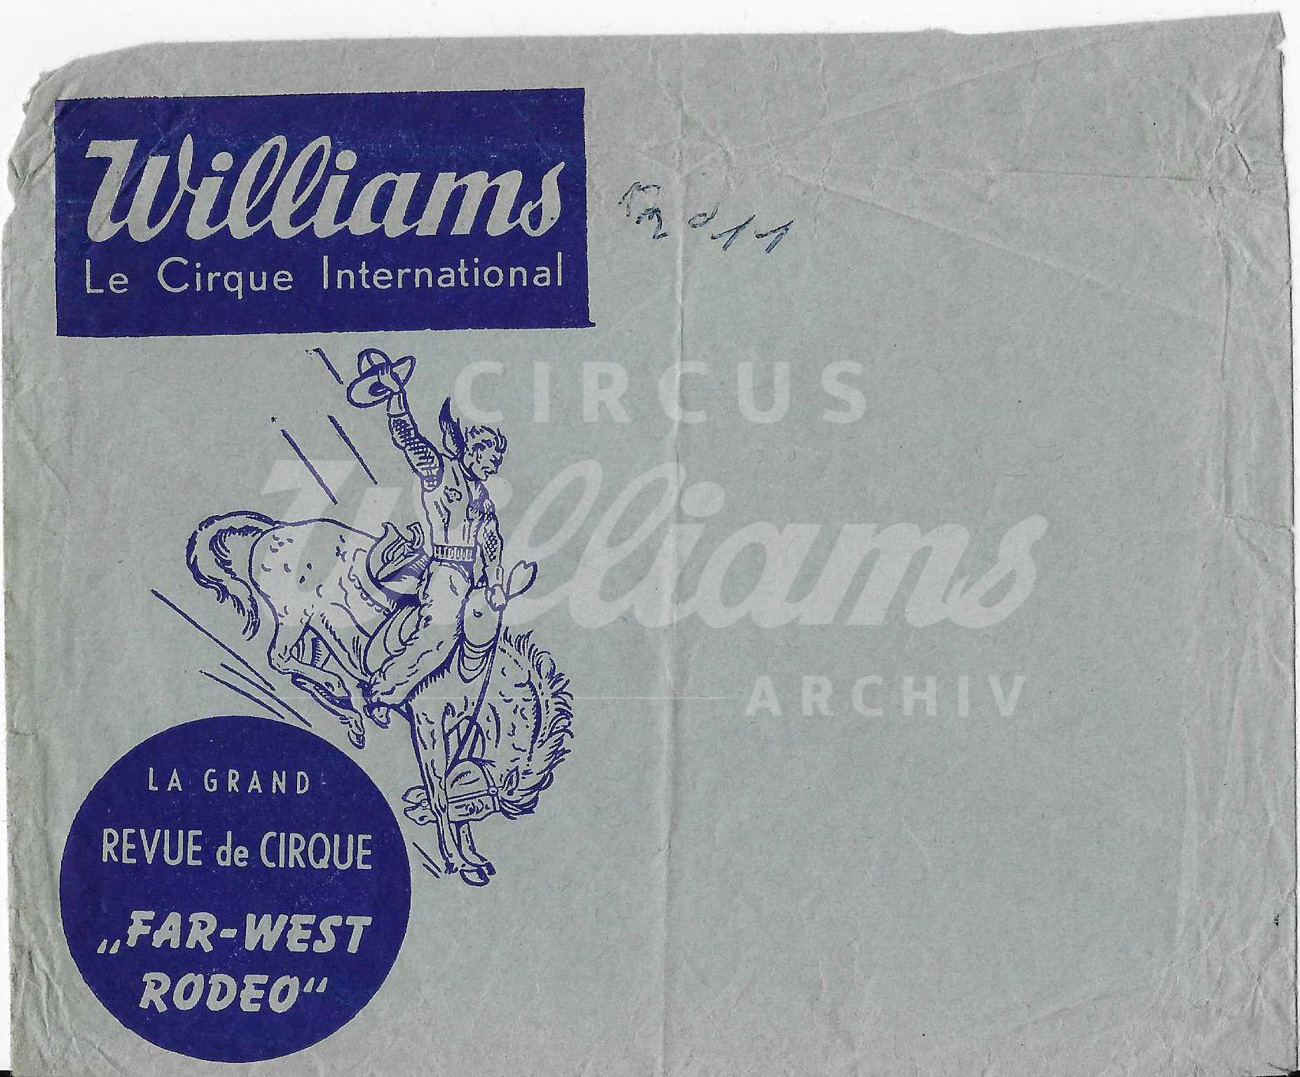 Williams
Le Cirque International
CIRCUS
Williams
ARCHIV
LA GRAND
REVUE de CIRQUE
„FAR-WEST
RODEO“